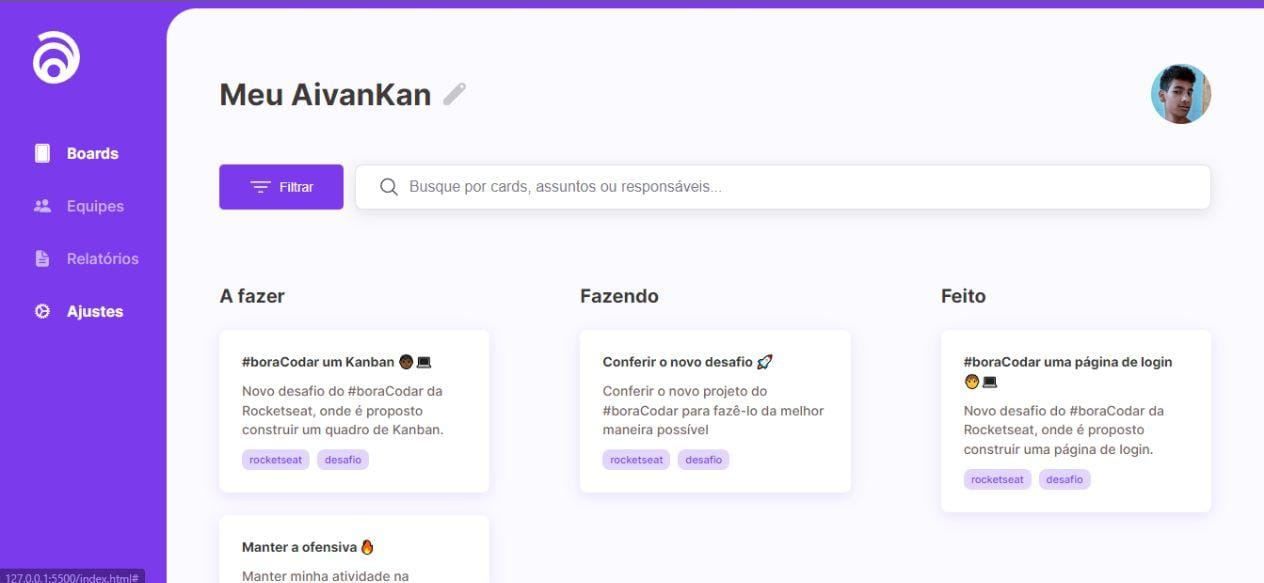 Meu AivanKan
Boards
Equipes
Relatórios
Ajustes
Filtrar
Busque por cards, assuntos ou responsáveis...
A fazer
#boraCodar um Kanban 👨🏿‍💻
Novo desafio do #boraCodar da
Rocketseat, onde é proposto
construir um quadro de Kanban.
rocketseat desafio
Manter a ofensiva 🔥
Manter minha atividade na
Fazendo
Conferir o novo desafio 🚀
Conferir o novo projeto do
#boraCodar para fazê-lo da melhor
maneira possível
rocketseat desafio
Feito
#boraCodar uma página de login
🧑💻
Novo desafio do #boraCodar da
Rocketseat, onde é proposto
construir uma página de login.
rocketseat desafio
127.0.0.1:5500/index.html#